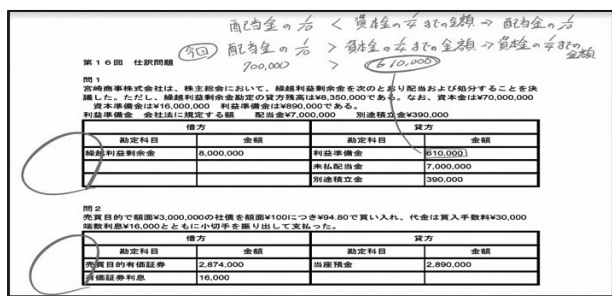 配当金の1/10 < 資本金の1/4までの金額 → 配当金の1/10
今回 配当金の1/10 > 資本金の1/4までの金額 → 資本金の1/4までの金額
700,000 > 610,000
第16回 仕訳問題
問1
宮崎商事株式会社は、株主総会において、繰越利益剰余金を次のとおり配当および処分することを決
議した。ただし、繰越利益剰余金勘定の貸方残高は¥8,350,000である。なお、資本金は¥70,000,000
資本準備金は¥16,000,000 利益準備金は¥890,000である。
利益準備金 会社法に規定する額 配当金¥7,000,000 別途積立金¥390,000
借方 貸方
勘定科目 金額 勘定科目 金額
繰越利益剰余金 8,000,000 利益準備金 610,000
未払配当金 7,000,000
別途積立金 390,000
問2
売買目的で額面¥3,000,000の社債を額面¥100につき¥94.80で買い入れ、代金は買入手数料¥30,000
端数利息¥16,000とともに小切手を振り出して支払った。
借方 貸方
勘定科目 金額 勘定科目 金額
売買目的有価証券 2,874,000 当座預金 2,890,000
有価証券利息 16,000